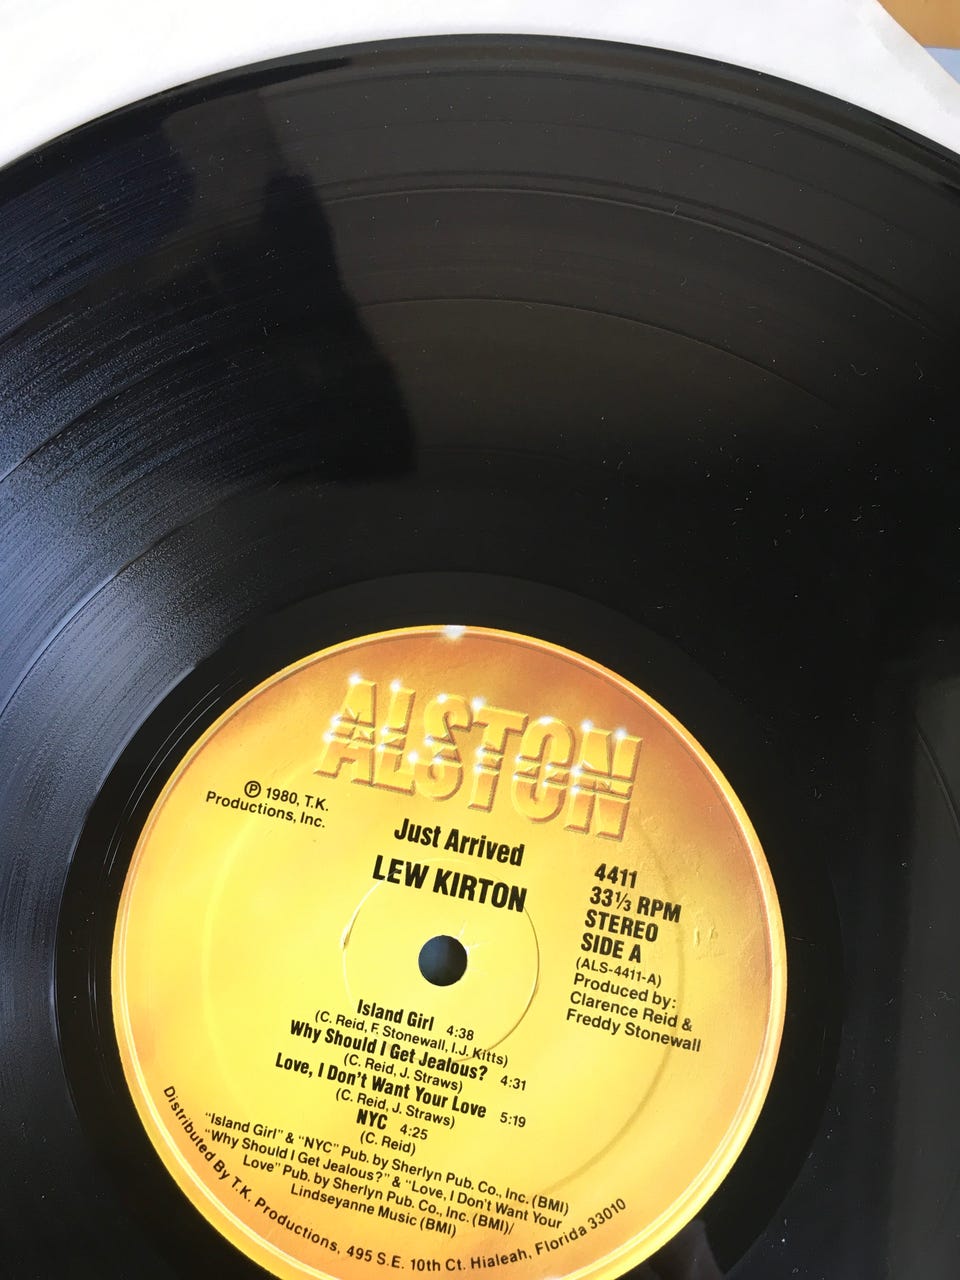 ALSTON
Ⓟ 1980, T.K.
Productions, Inc.
Just Arrived
LEW KIRTON
4411
33⅓ RPM
STEREO
SIDE A
(ALS-4411-A)
Produced by:
Clarence Reid &
Freddy Stonewall
Island Girl 4:38
(C. Reid, F. Stonewall, I.J. Kitts)
Why Should I Get Jealous? 4:31
(C. Reid, J. Straws)
Love, I Don't Want Your Love 5:19
(C. Reid, J. Straws)
NYC 4:25
(C. Reid)
"Island Girl" & "NYC" Pub. by Sherlyn Pub. Co., Inc. (BMI)
"Why Should I Get Jealous?" & "Love, I Don't Want Your
Love" Pub. by Sherlyn Pub. Co., Inc. (BMI)/
Lindseyanne Music (BMI)
Distributed By T.K. Productions, 495 S.E. 10th Ct. Hialeah, Florida 33010